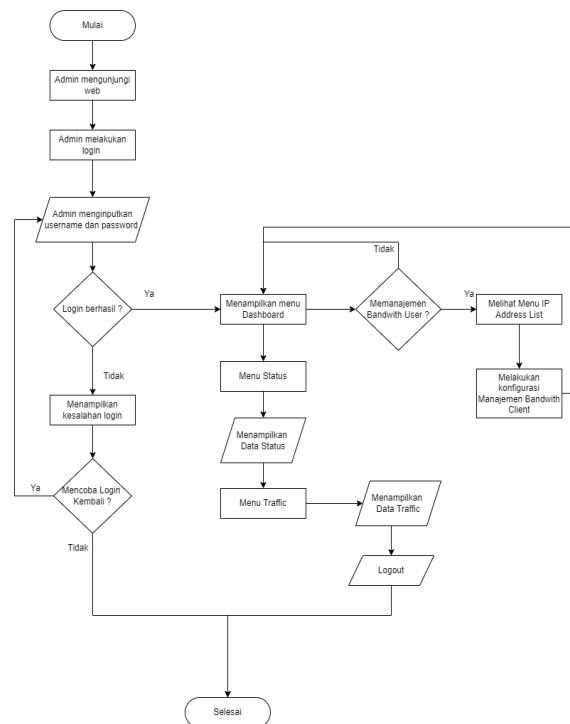 Mulai
Admin mengunjungi
web
Admin melakukan
login
Admin menginputkan
username dan password
Login berhasil ?
Ya
Tidak
Menampilkan
kesalahan login
Mencoba Login
Kembali ?
Ya
Tidak
Menampilkan menu
Dashboard
Tidak
Memanajemen
Bandwith User ?
Ya
Melihat Menu IP
Address List
Melakukan
konfigurasi
Manajemen Bandwith
Client
Menu Status
Menampilkan
Data Status
Menu Traffic
Menampilkan
Data Traffic
Logout
Selesai